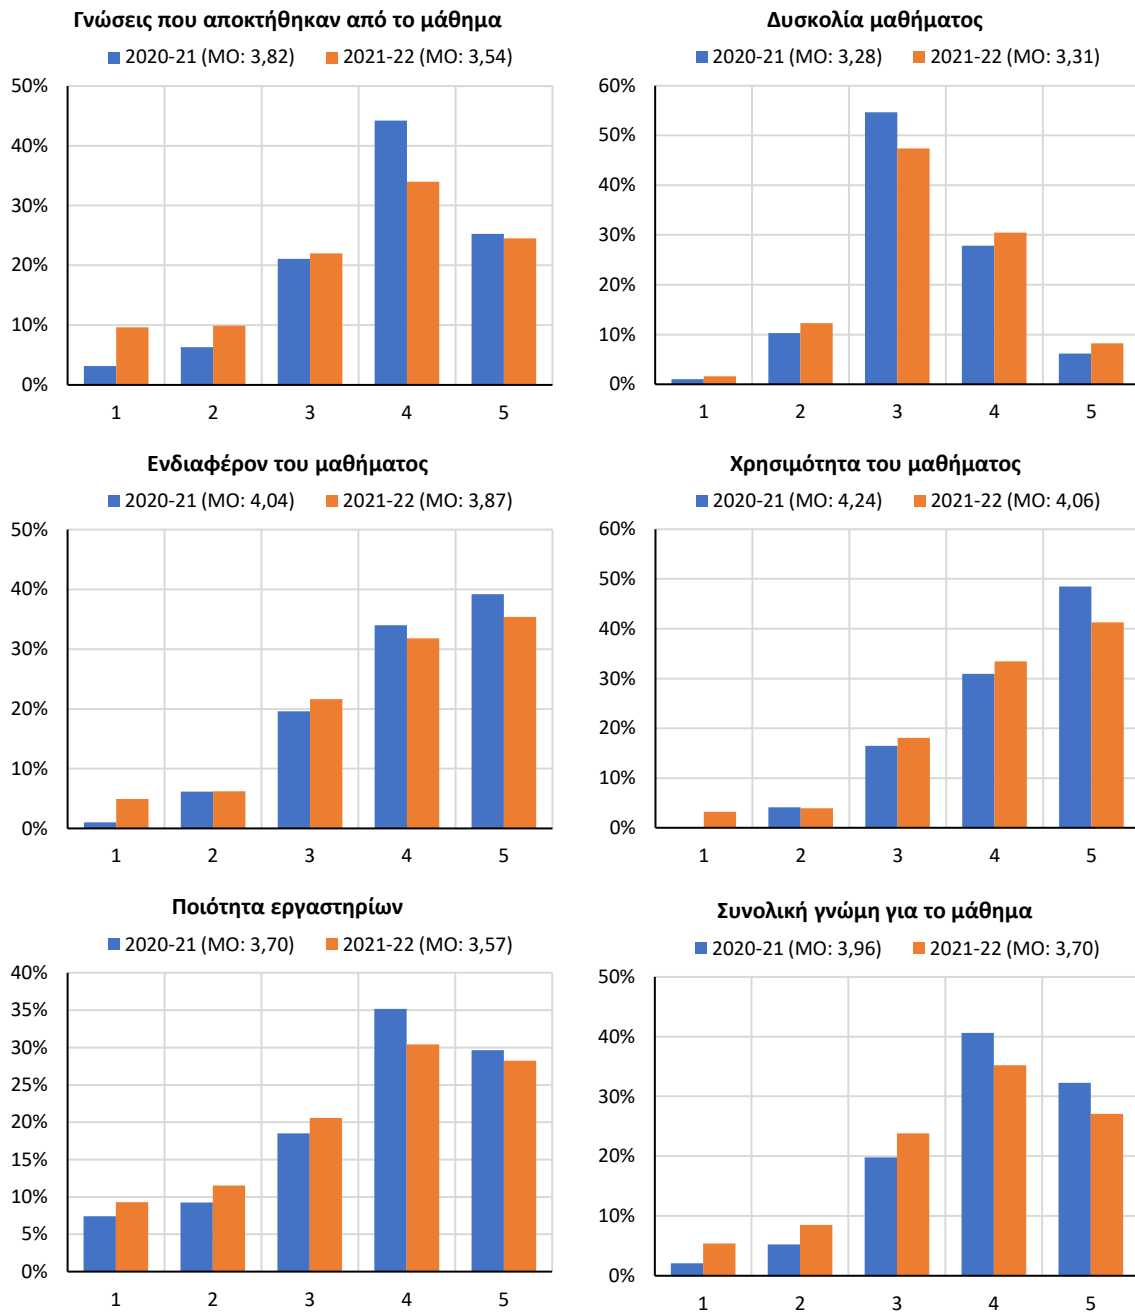 Γνώσεις που αποκτήθηκαν από το μάθημα
2020-21 (ΜΟ: 3,82) 2021-22 (ΜΟ: 3,54)
50%
40%
30%
20%
10%
0%
1 2 3 4 5
Δυσκολία μαθήματος
2020-21 (ΜΟ: 3,28) 2021-22 (ΜΟ: 3,31)
60%
50%
40%
30%
20%
10%
0%
1 2 3 4 5
Ενδιαφέρον του μαθήματος
2020-21 (ΜΟ: 4,04) 2021-22 (ΜΟ: 3,87)
50%
40%
30%
20%
10%
0%
1 2 3 4 5
Χρησιμότητα του μαθήματος
2020-21 (ΜΟ: 4,24) 2021-22 (ΜΟ: 4,06)
60%
50%
40%
30%
20%
10%
0%
1 2 3 4 5
Ποιότητα εργαστηρίων
2020-21 (ΜΟ: 3,70) 2021-22 (ΜΟ: 3,57)
40%
35%
30%
25%
20%
15%
10%
5%
0%
1 2 3 4 5
Συνολική γνώμη για το μάθημα
2020-21 (ΜΟ: 3,96) 2021-22 (ΜΟ: 3,70)
50%
40%
30%
20%
10%
0%
1 2 3 4 5